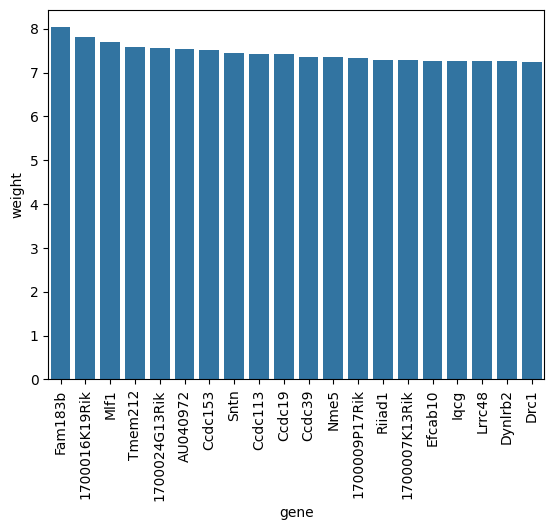 8
7
6
5
4
3
2
1
0
weight
Fam183b
1700016K19Rik
Mlf1
Tmem212
1700024G13Rik
AU040972
Ccdc153
Sntn
Ccdc113
Ccdc19
Ccdc39
Nme5
1700009P17Rik
Riiad1
1700007K13Rik
Efcab10
Iqcg
Lrrc48
Dynlrb2
Drc1
gene